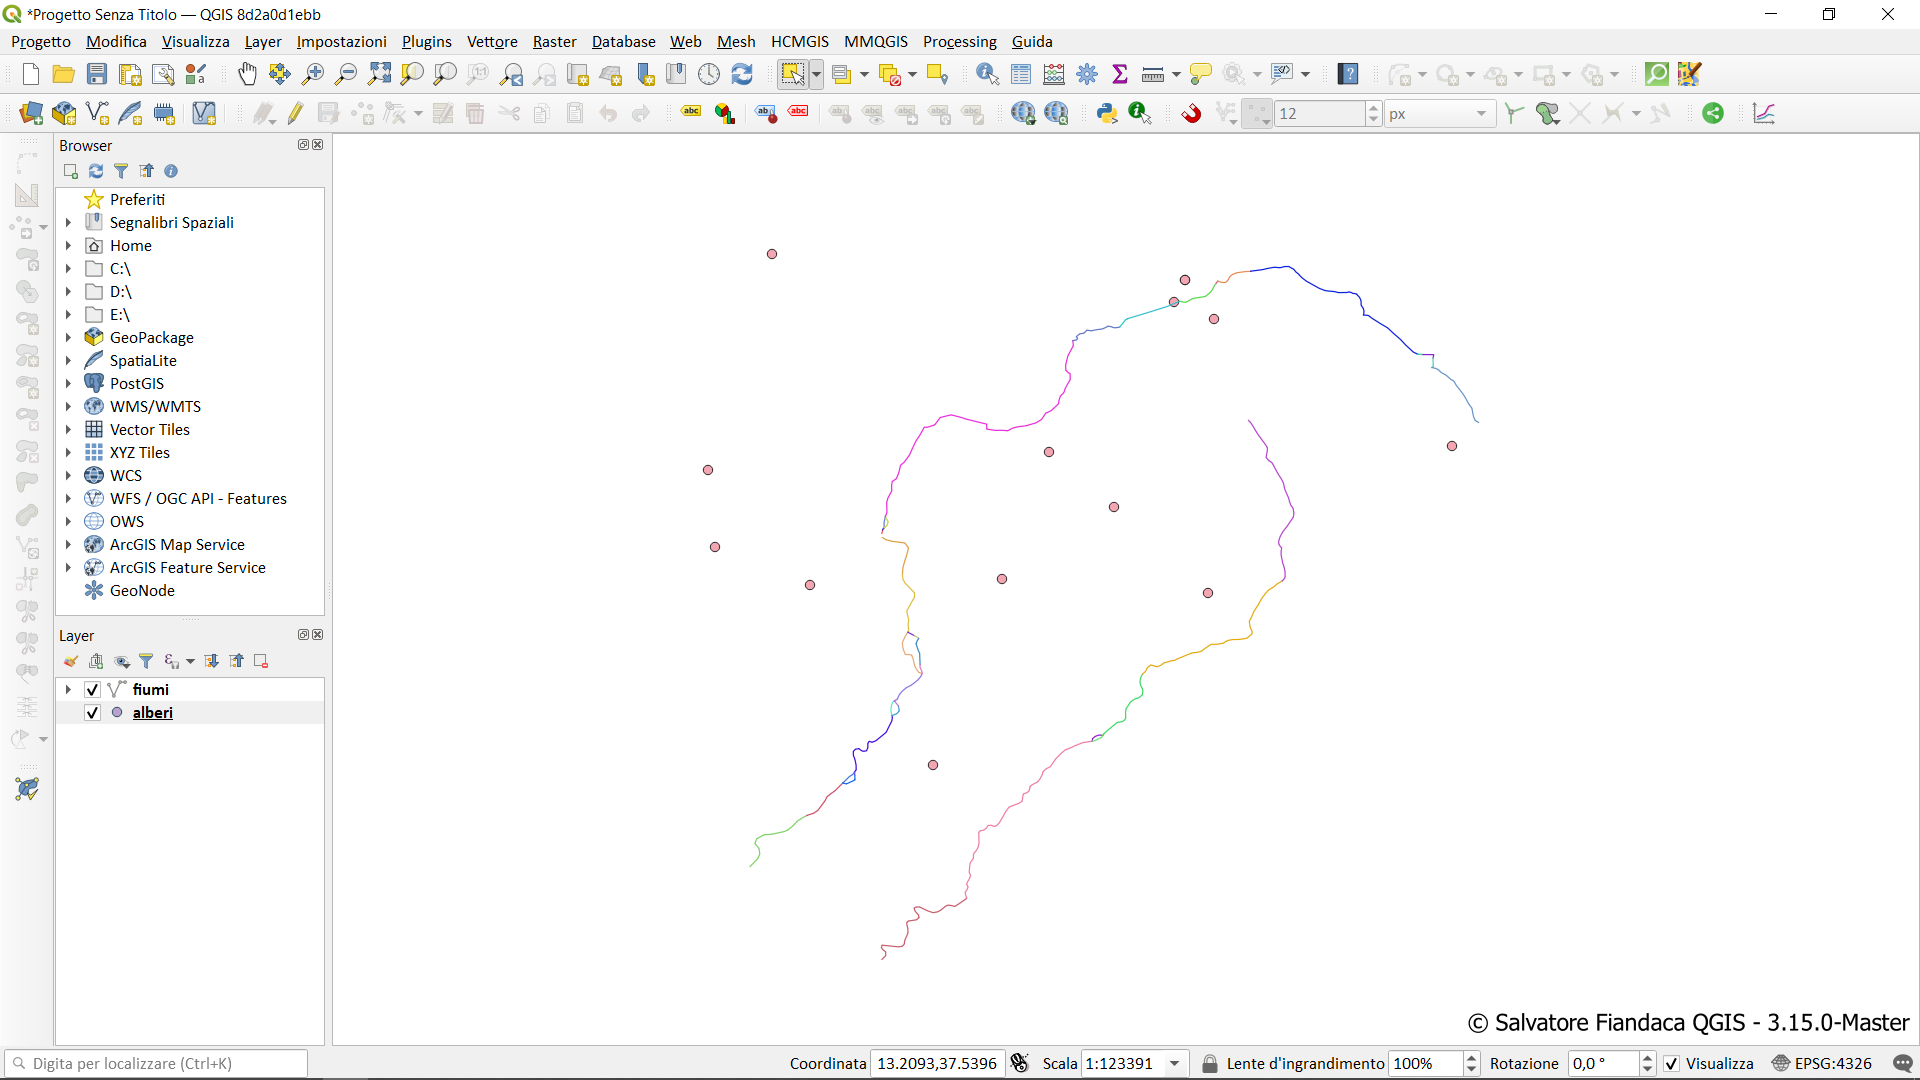 *Progetto Senza Titolo — QGIS 8d2a0d1ebb
Progetto Modifica Visualizza Layer Impostazioni Plugins Vettore Raster Database Web Mesh HCMGIS MMQGIS Processing Guida
12 px
Browser
Preferiti
Segnalibri Spaziali
Home
C:\
D:\
E:\
GeoPackage
SpatiaLite
PostGIS
WMS/WMTS
Vector Tiles
XYZ Tiles
WCS
WFS / OGC API - Features
OWS
ArcGIS Map Service
ArcGIS Feature Service
GeoNode
Layer
fiumi
alberi
© Salvatore Fiandaca QGIS - 3.15.0-Master
Digita per localizzare (Ctrl+K) Coordinata 13.2093,37.5396 Scala 1:123391 Lente d'ingrandimento 100% Rotazione 0,0 ° Visualizza EPSG:4326